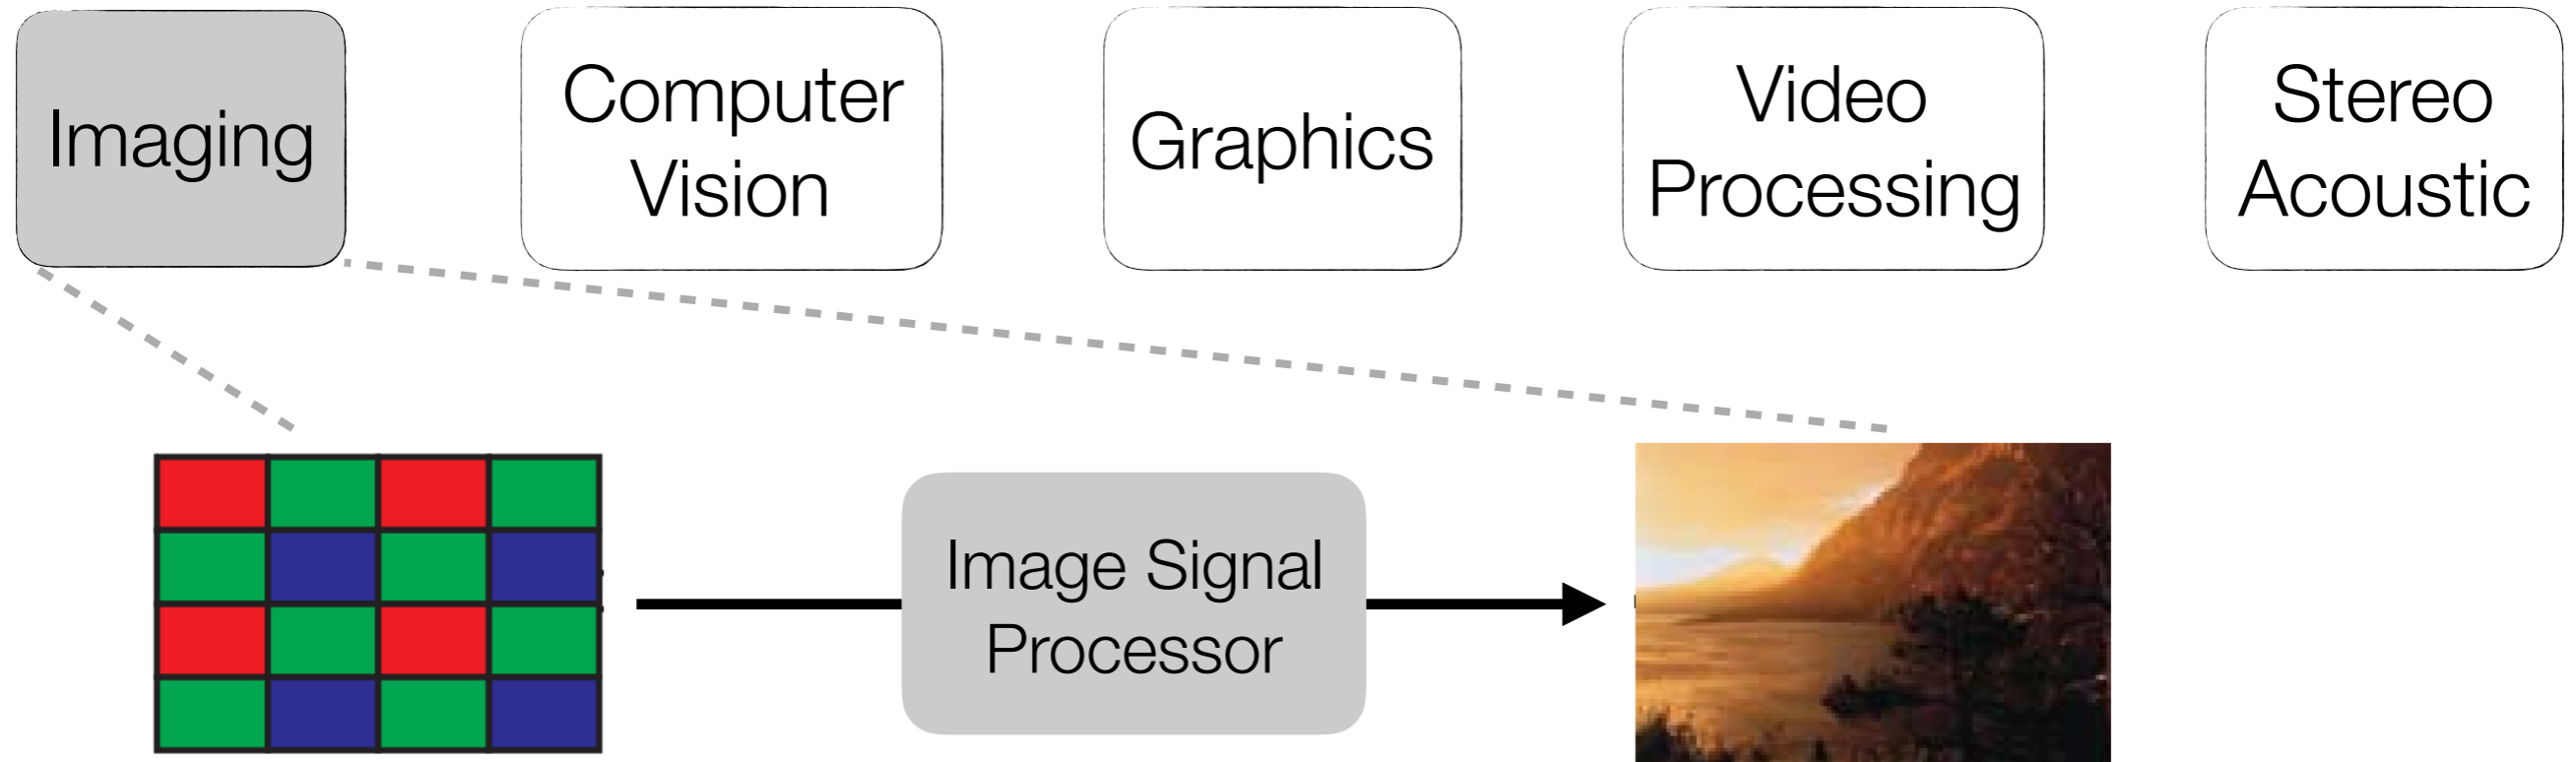 Imaging
Computer
Vision
Graphics
Video
Processing
Stereo
Acoustic
Image Signal
Processor